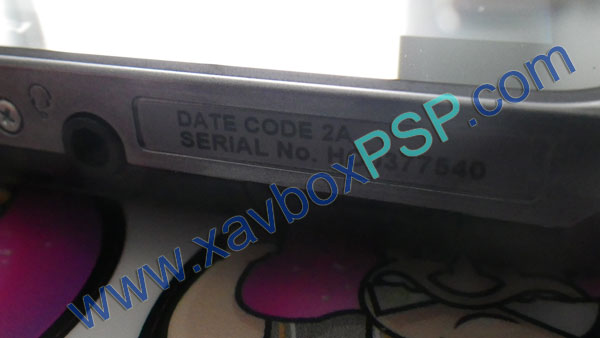 DATE CODE 2A
SERIAL No.
www.xavboxPSP.com